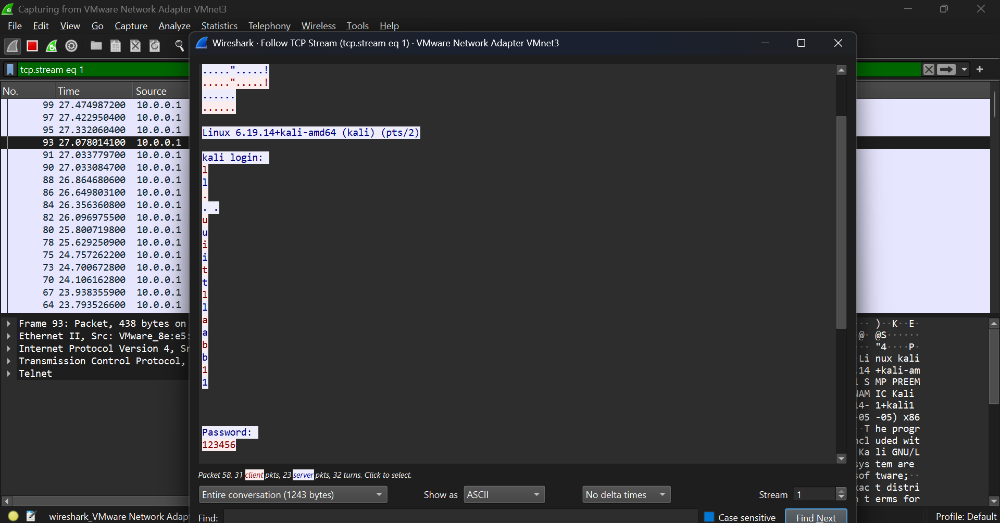 Capturing from VMware Network Adapter VMnet3
File Edit View Go Capture Analyze Statistics Telephony Wireless Tools Help
Wireshark · Follow TCP Stream (tcp.stream eq 1) · VMware Network Adapter VMnet3
tcp.stream eq 1
No. Time Source
99 27.474987200 10.0.0.1
97 27.422950400 10.0.0.1
95 27.332060400 10.0.0.1
93 27.078014100 10.0.0.1
91 27.033779700 10.0.0.1
90 27.033084700 10.0.0.1
88 26.864680600 10.0.0.1
86 26.649803100 10.0.0.1
84 26.356360800 10.0.0.1
82 26.096975500 10.0.0.1
80 25.800719800 10.0.0.1
78 25.629250900 10.0.0.1
75 24.757262200 10.0.0.1
73 24.700672800 10.0.0.1
70 24.106162800 10.0.0.1
67 23.938355900 10.0.0.1
64 23.793526600 10.0.0.1
Frame 93: Packet, 438 bytes on
Ethernet II, Src: VMware_8e:e5:
Internet Protocol Version 4, Sr
Transmission Control Protocol,
Telnet
.....".....!
.....".....!
......
......
Linux 6.19.14+kali-amd64 (kali) (pts/2)
kali login:
l
l
.
. .
u
u
i
i
t
t
l
l
a
a
b
b
1
1
Password:
123456
Packet 58. 31 client pkts, 23 server pkts, 32 turns. Click to select.
Entire conversation (1243 bytes) Show as ASCII No delta times Stream 1
Find: Case sensitive Find Next
·· )··K··E·
@· @S······
·· "4····P·
Li nux kali
14 +kali-am
S MP PREEM
AM IC Kali
14- 1+kali1
-05 -05) x86
·T he progr
ncl uded wit
Ka li GNU/L
sys tem are
sof tware;··
xac t distri
t erms for
wireshark_VMware Network Adap
Profile: Default